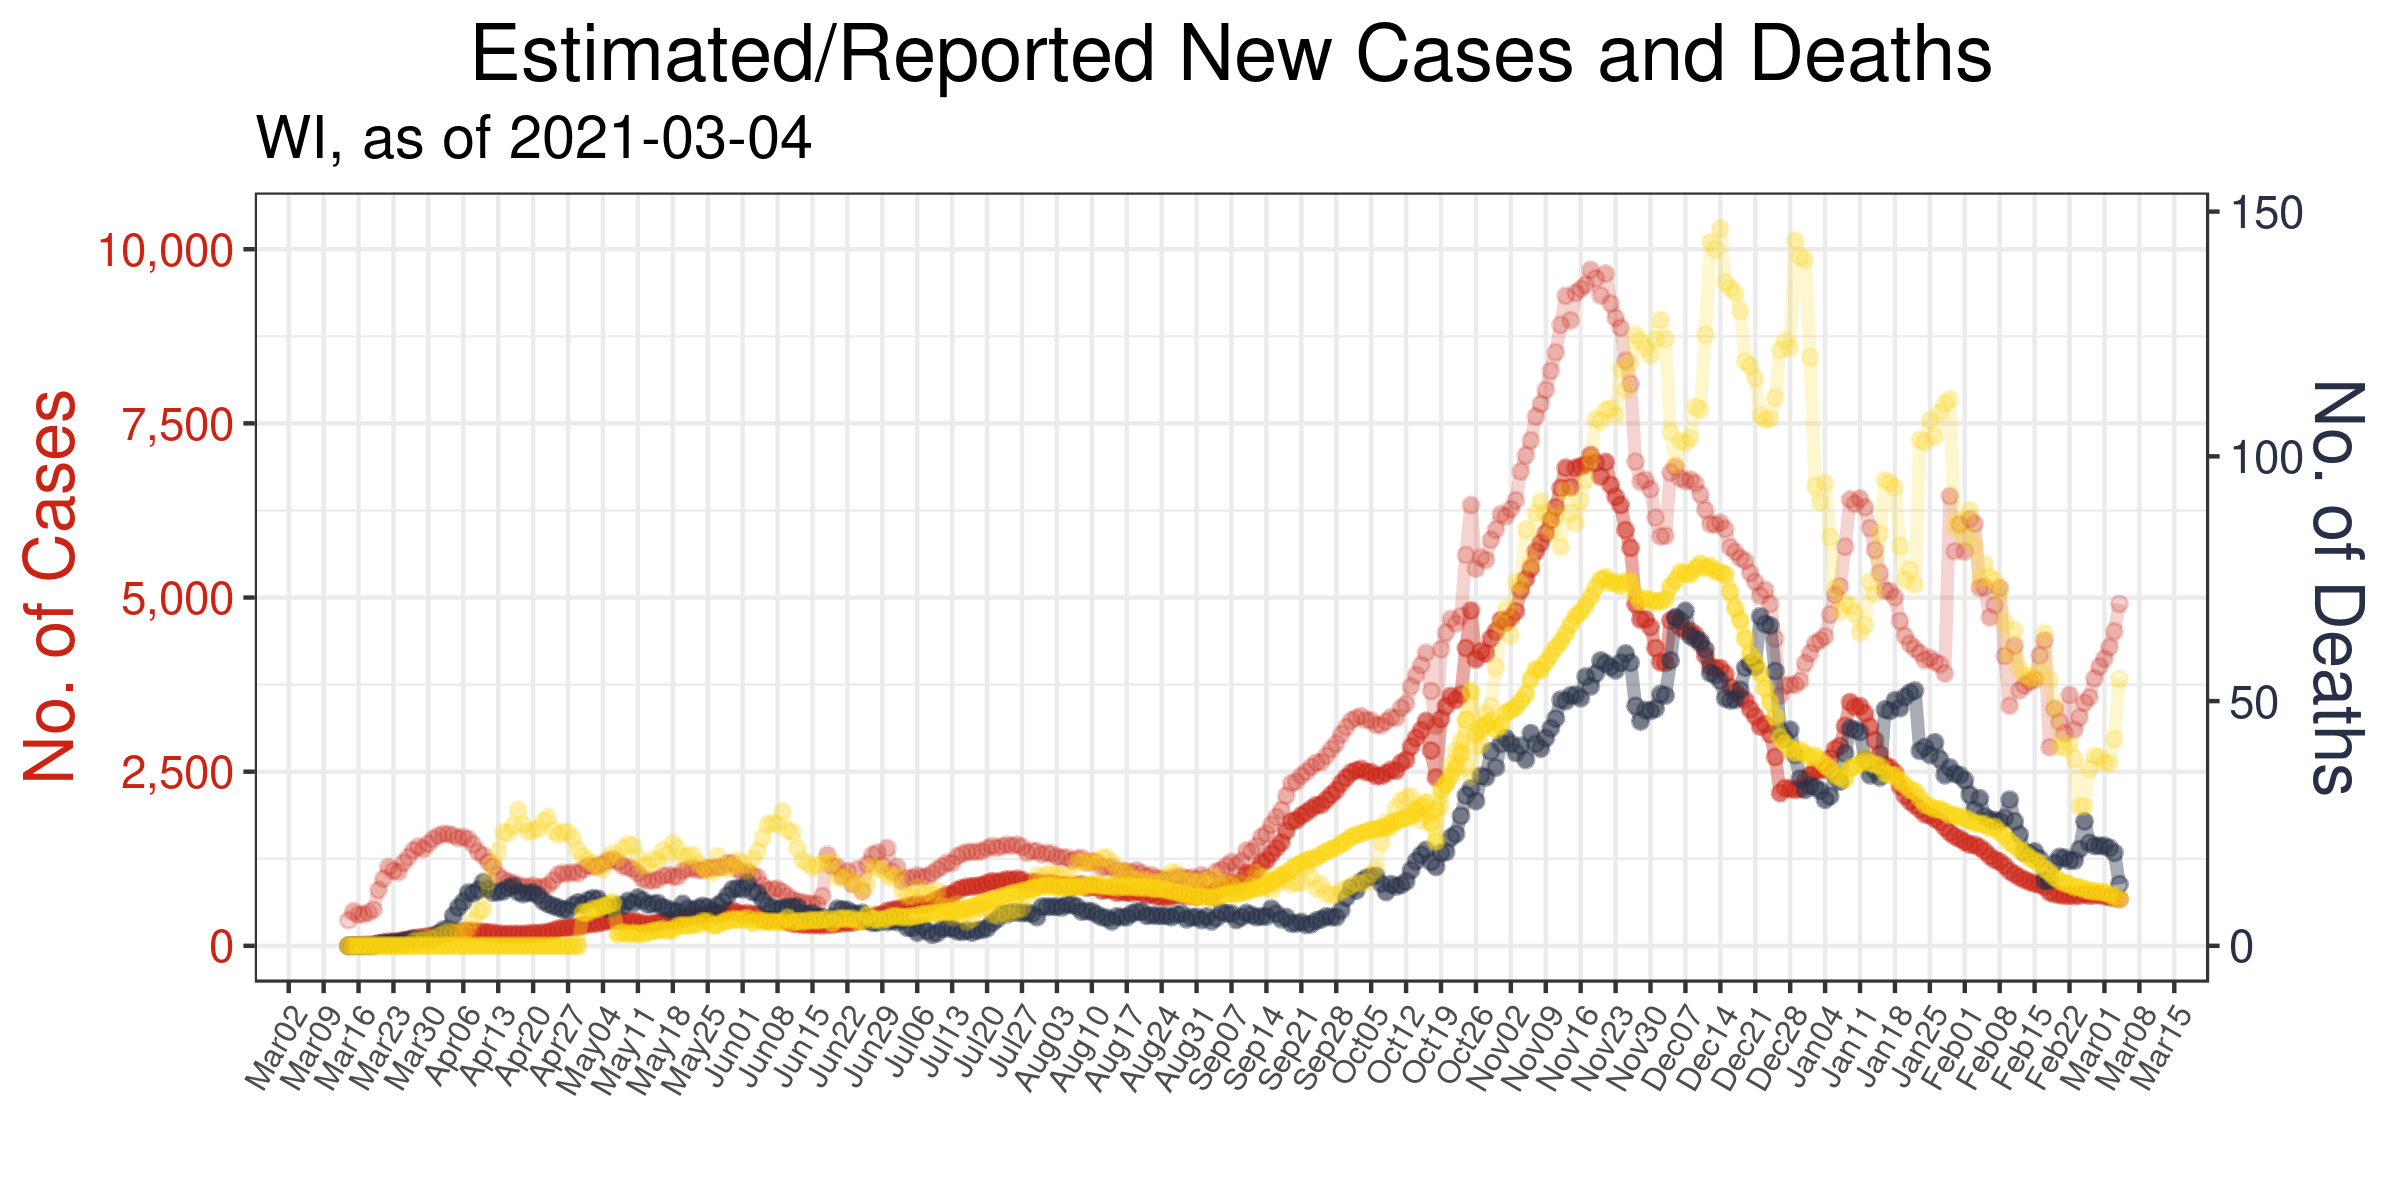 Estimated/Reported New Cases and Deaths
WI, as of 2021-03-04
No. of Cases
10,000
7,500
5,000
2,500
0
150
100
50
0
No. of Deaths
Mar02
Mar09
Mar16
Mar23
Mar30
Apr06
Apr13
Apr20
Apr27
May04
May11
May18
May25
Jun01
Jun08
Jun15
Jun22
Jun29
Jul06
Jul13
Jul20
Jul27
Aug03
Aug10
Aug17
Aug24
Aug31
Sep07
Sep14
Sep21
Sep28
Oct05
Oct12
Oct19
Oct26
Nov02
Nov09
Nov16
Nov23
Nov30
Dec07
Dec14
Dec21
Dec28
Jan04
Jan11
Jan18
Jan25
Feb01
Feb08
Feb15
Feb22
Mar01
Mar08
Mar15